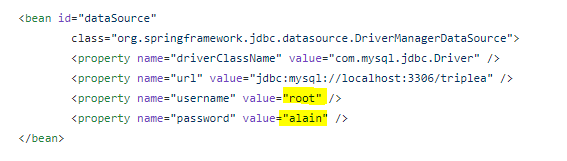 <bean id="dataSource"
class="org.springframework.jdbc.datasource.DriverManagerDataSource">
<property name="driverClassName" value="com.mysql.jdbc.Driver" />
<property name="url" value="jdbc:mysql://localhost:3306/triplea" />
<property name="username" value="root" />
<property name="password" value="alain" />
</bean>